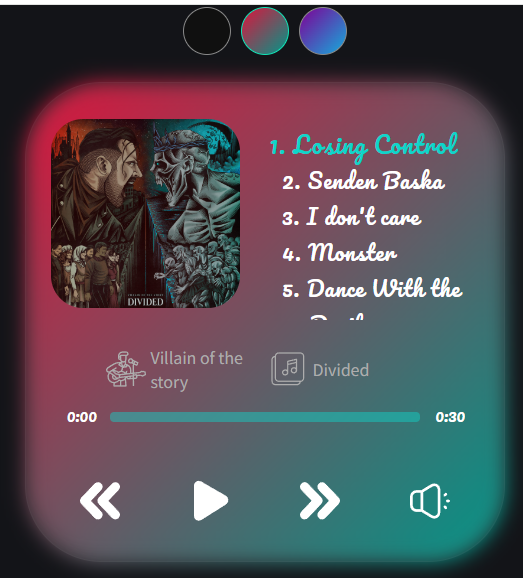 1. Losing Control
2. Senden Baska
3. I don't care
4. Monster
5. Dance With the
DIVIDED
Villain of the
story
Divided
0:00
0:30